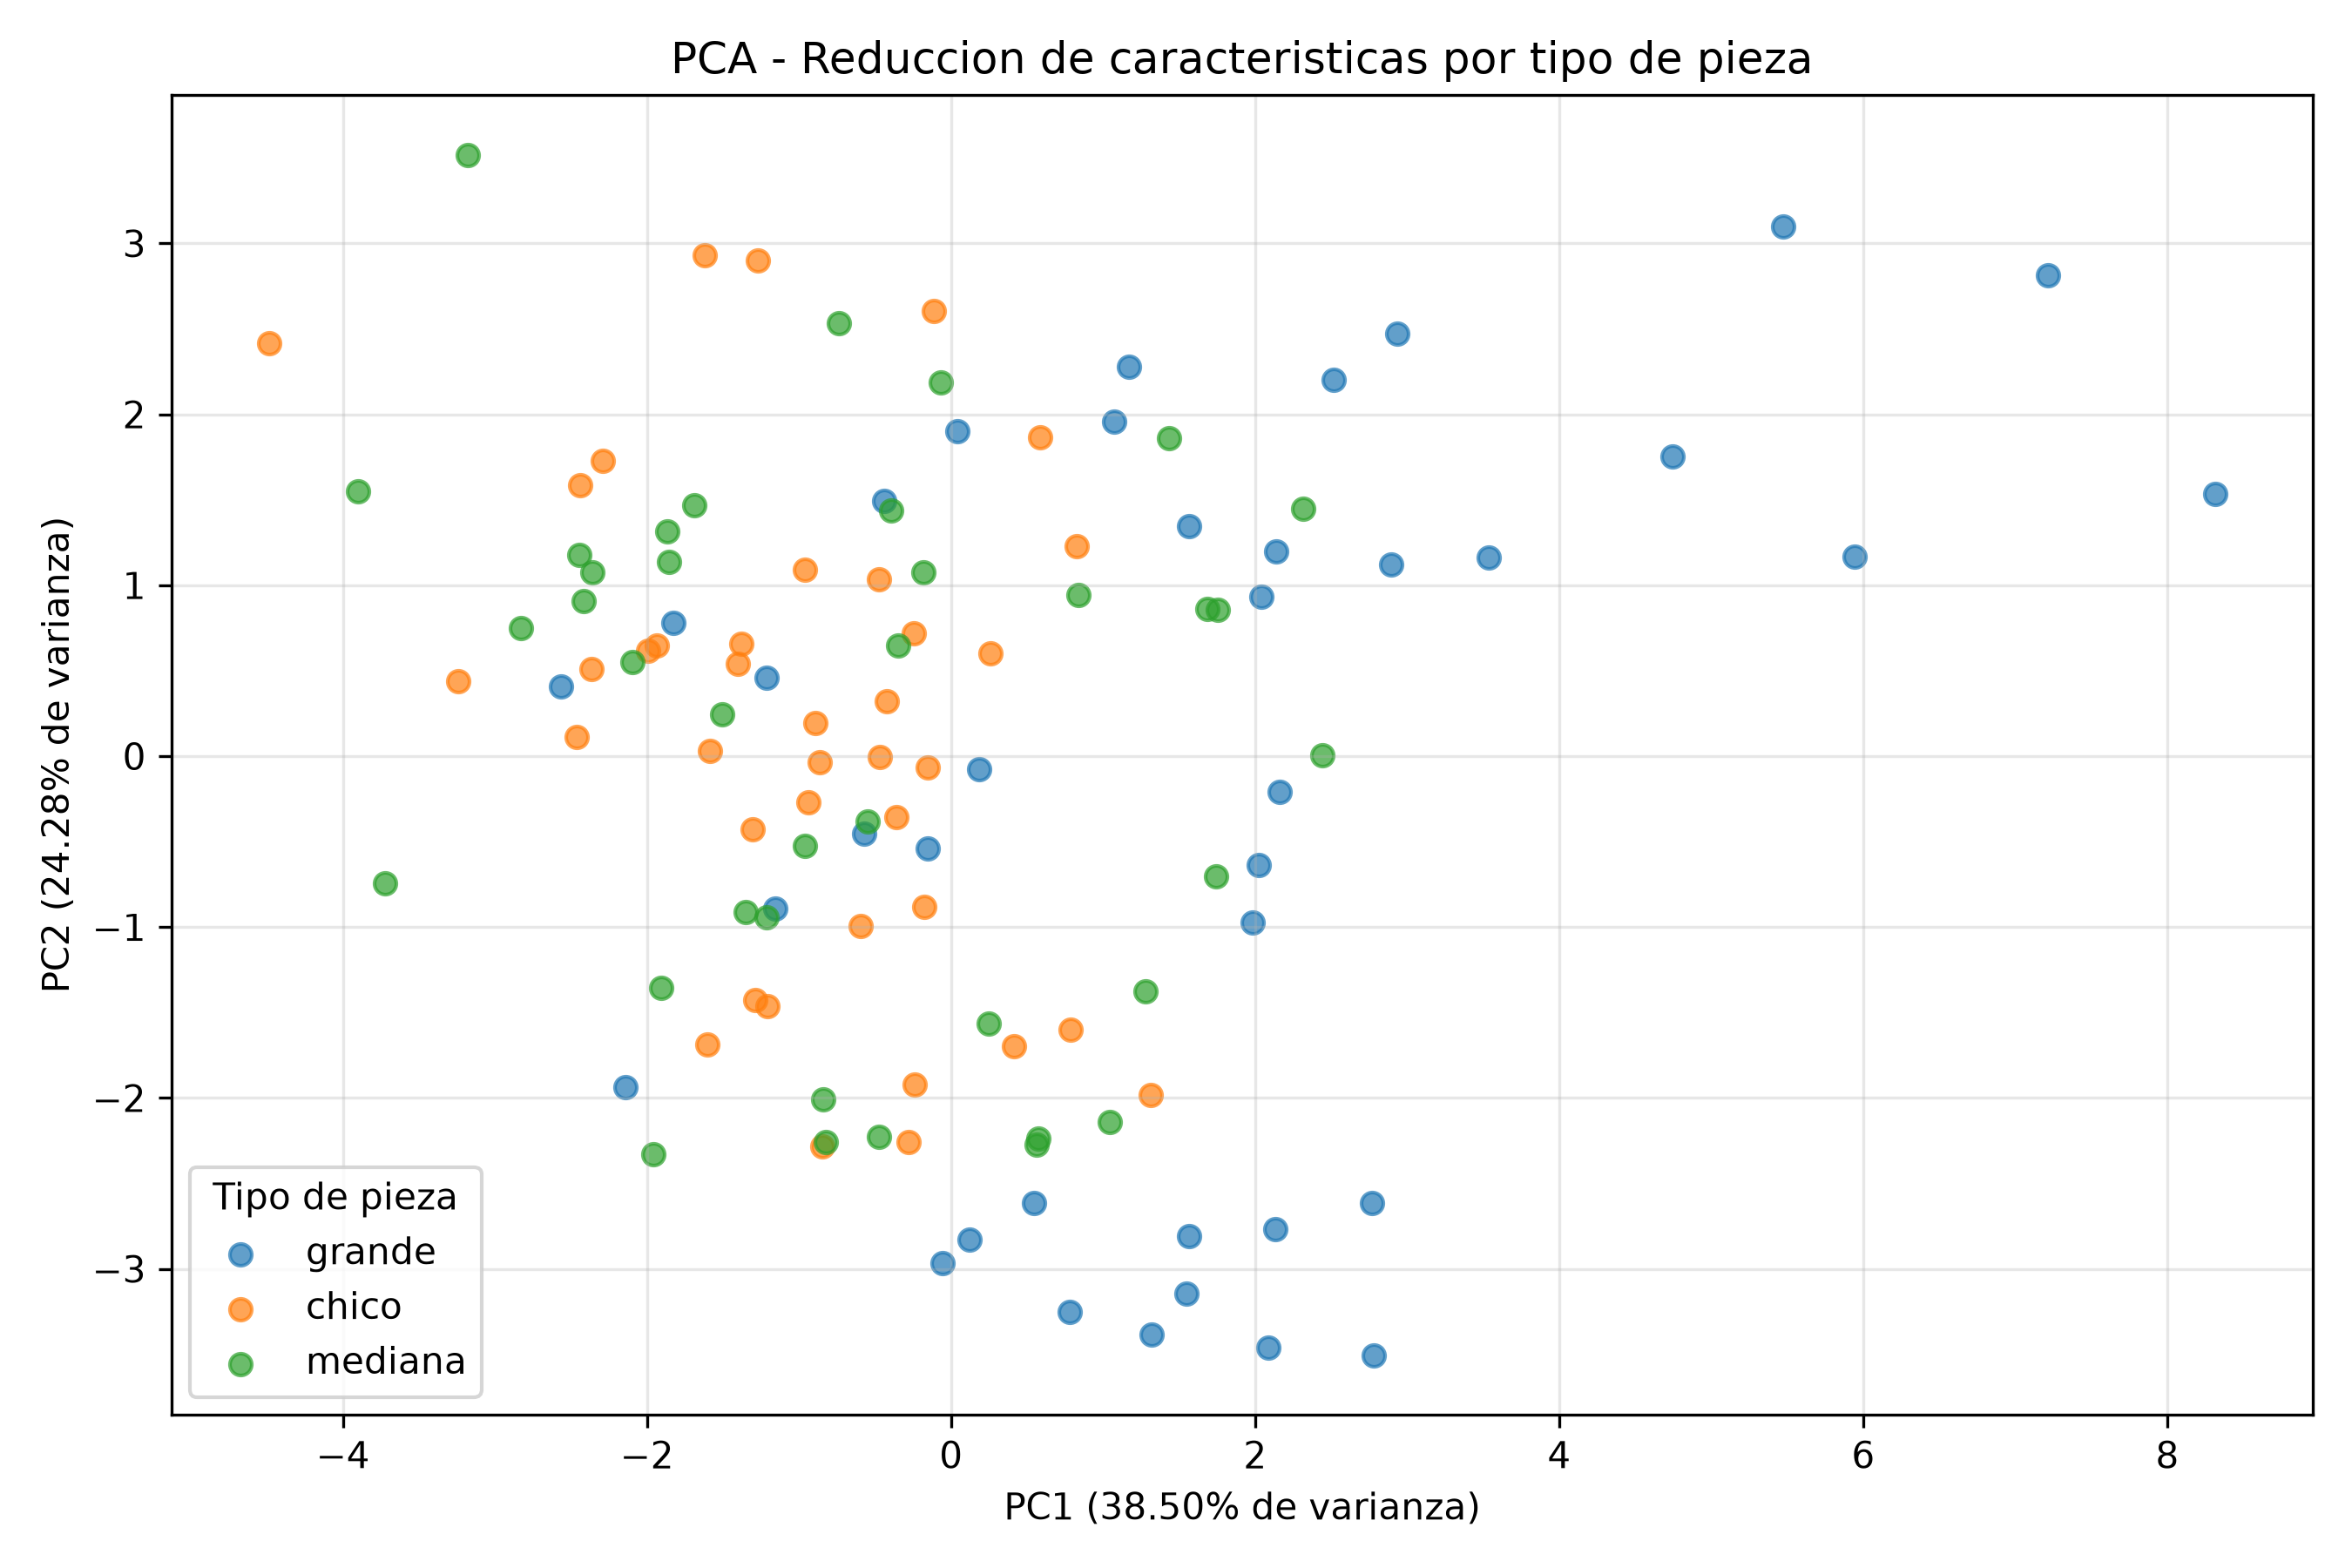 PCA - Reduccion de caracteristicas por tipo de pieza
PC2 (24.28% de varianza)
3
2
1
0
−1
−2
−3
Tipo de pieza
grande
chico
mediana
−4 −2 0 2 4 6 8
PC1 (38.50% de varianza)